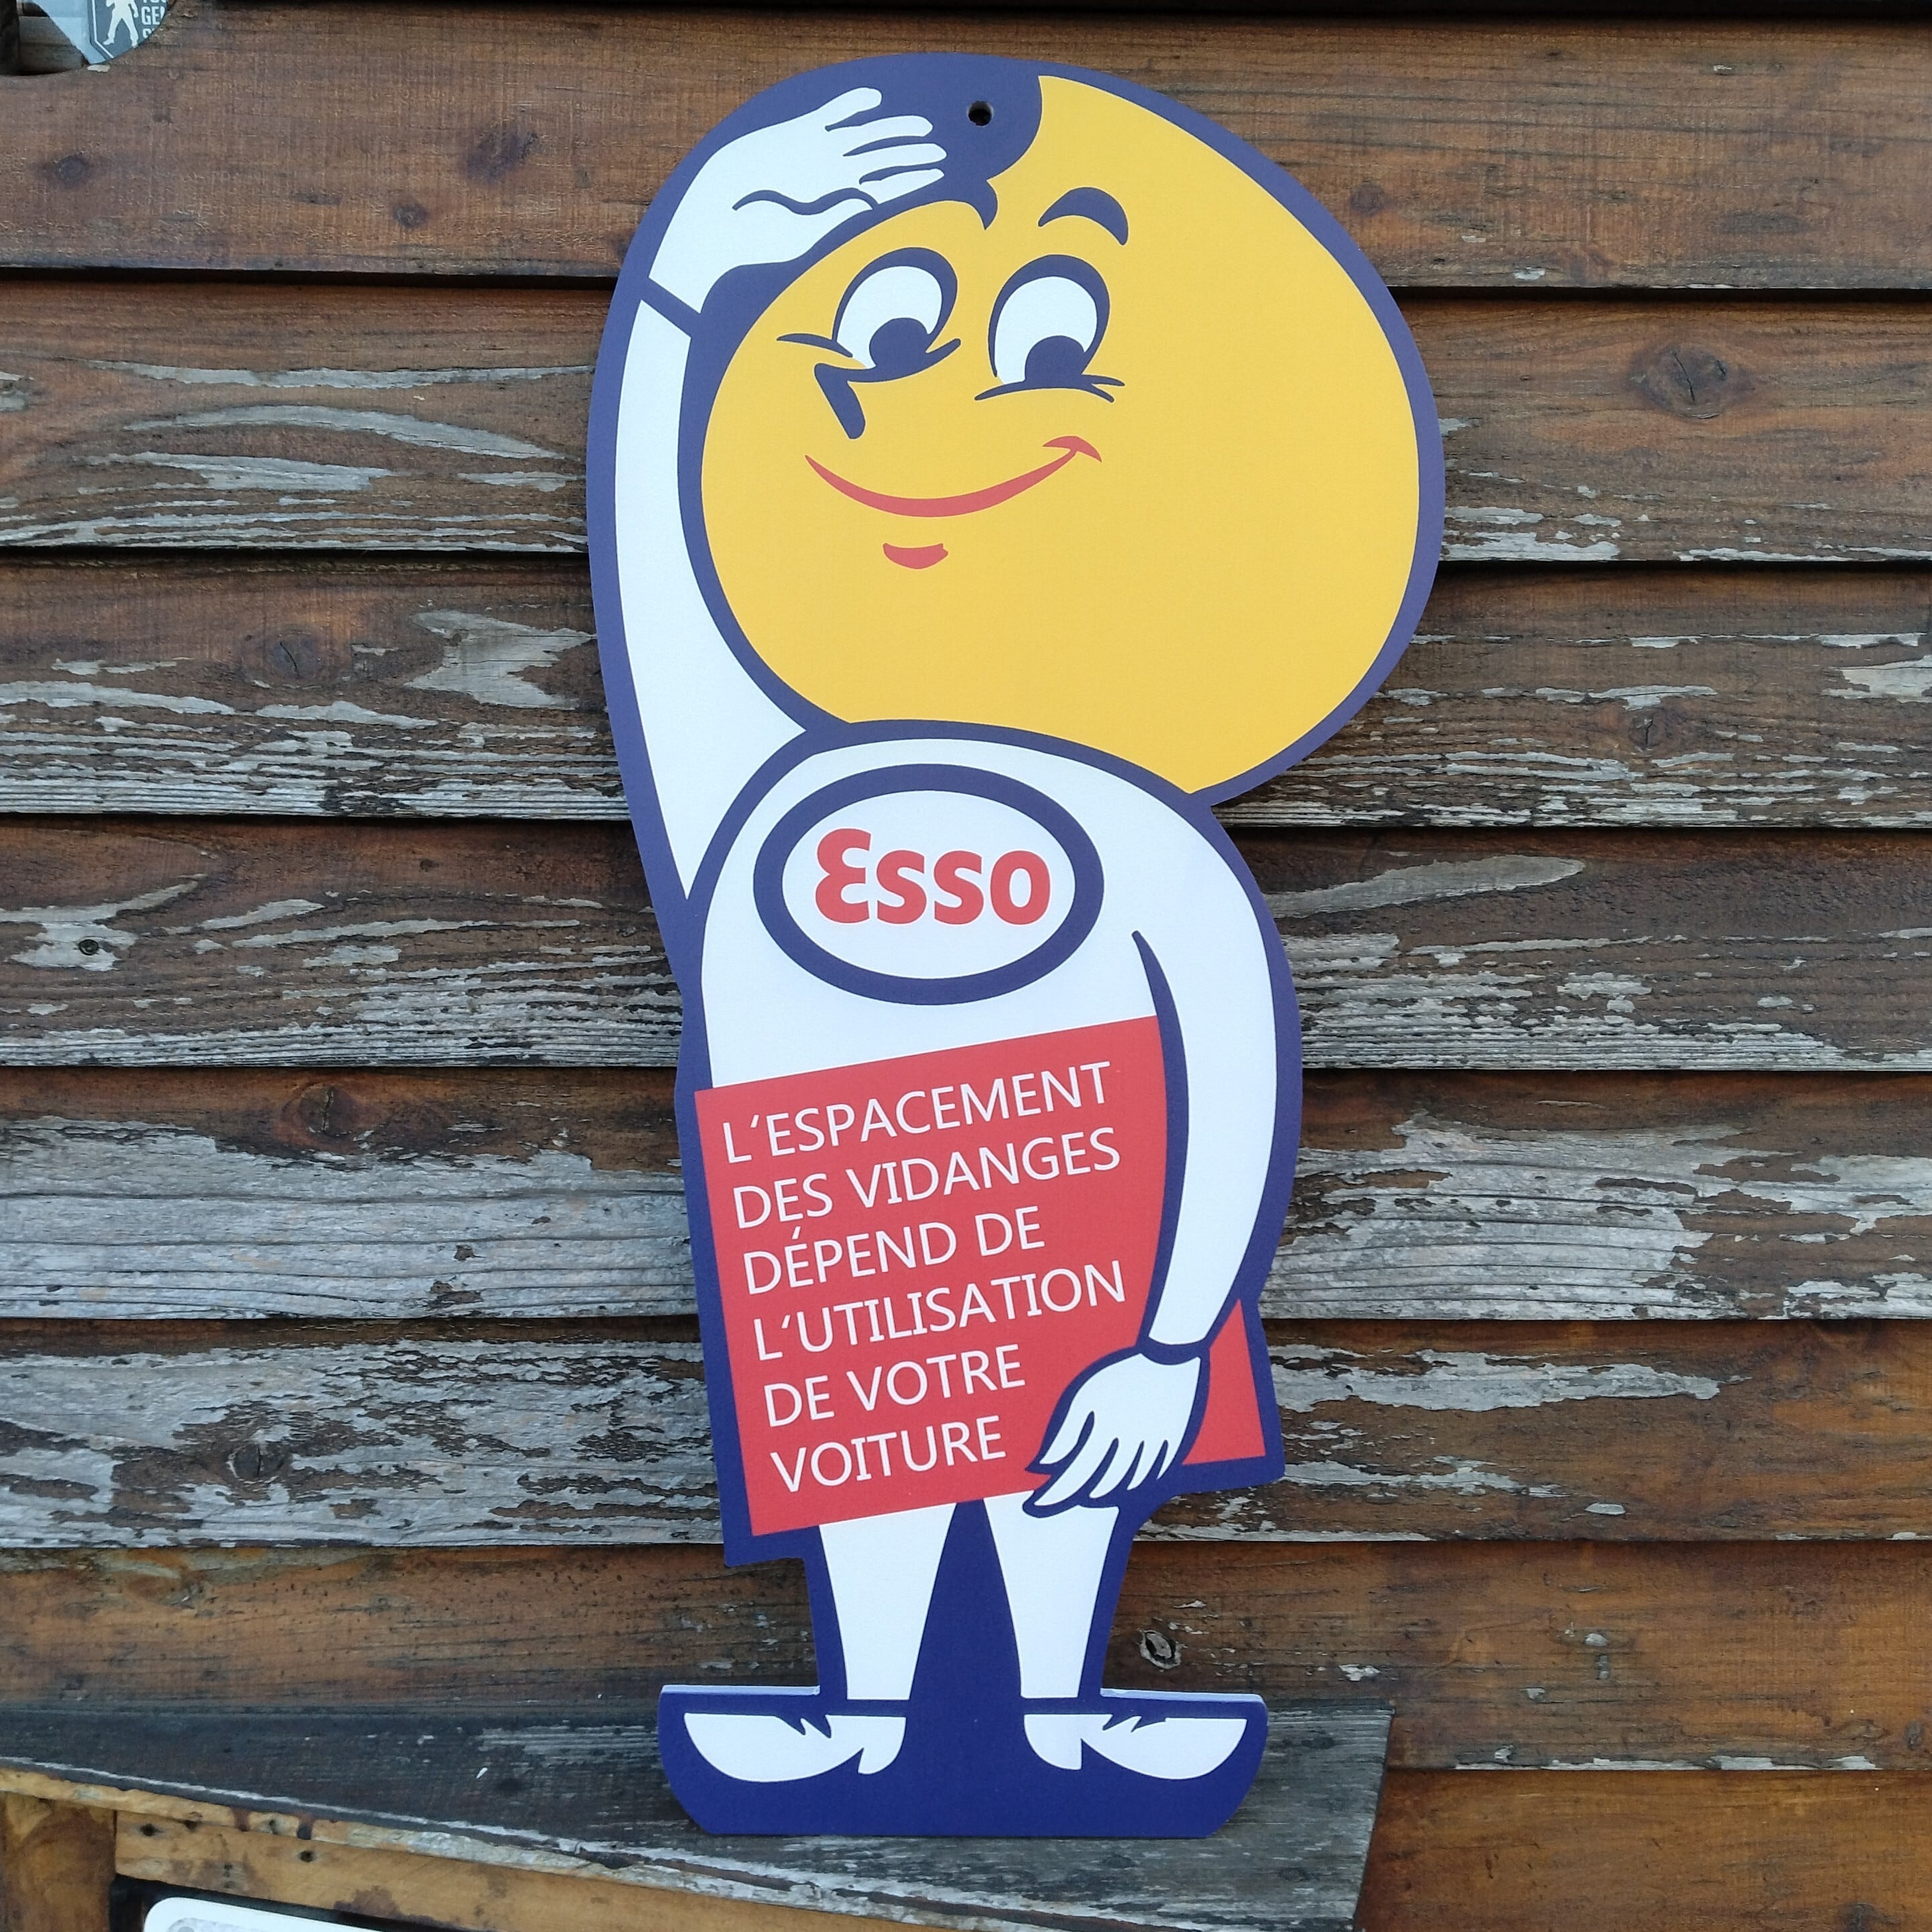 Esso
L'ESPACEMENT
DES VIDANGES
DÉPEND DE
L'UTILISATION
DE VOTRE
VOITURE